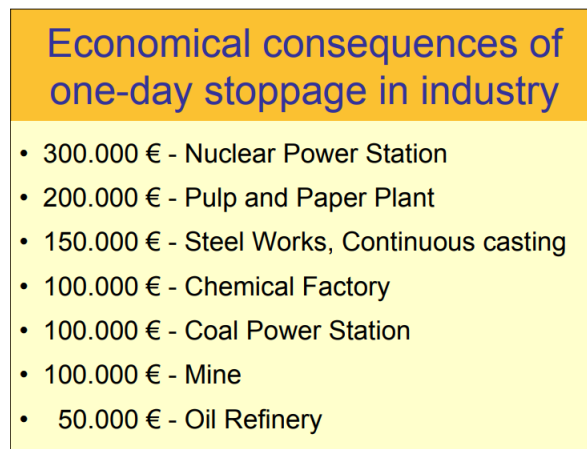 Economical consequences of
one-day stoppage in industry
• 300.000 € - Nuclear Power Station
• 200.000 € - Pulp and Paper Plant
• 150.000 € - Steel Works, Continuous casting
• 100.000 € - Chemical Factory
• 100.000 € - Coal Power Station
• 100.000 € - Mine
• 50.000 € - Oil Refinery